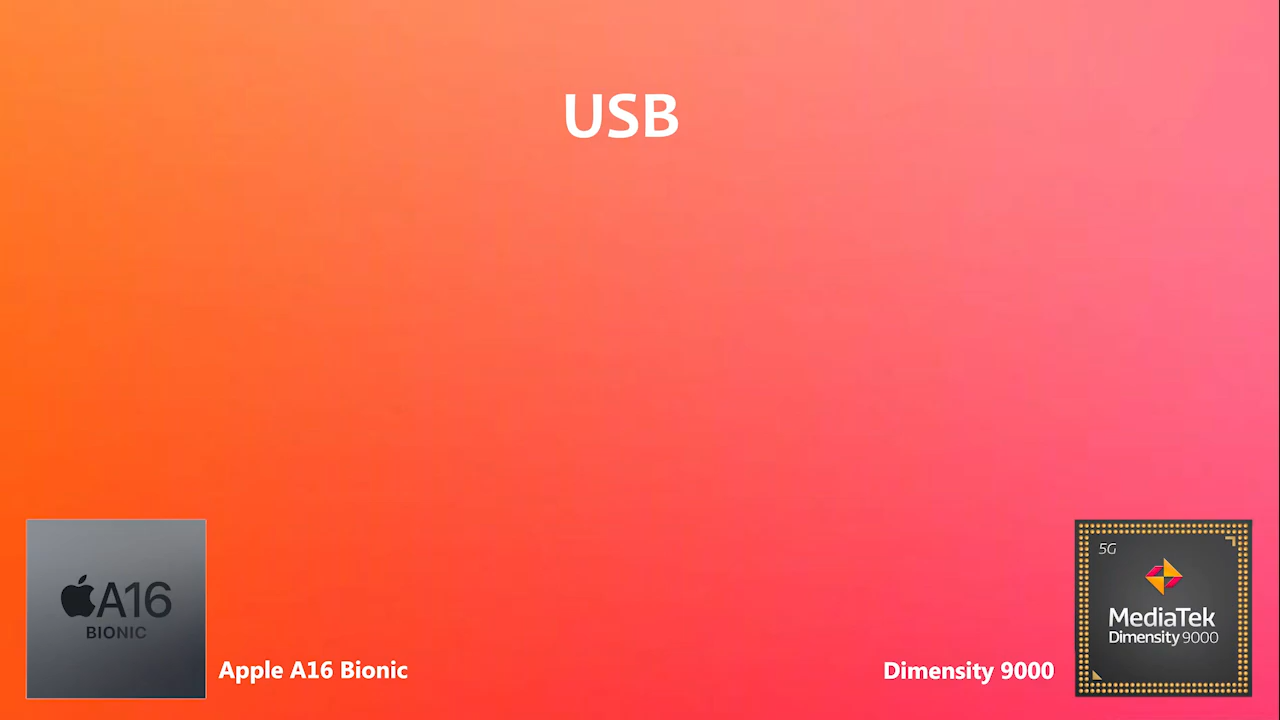 USB
A16
BIONIC
Apple A16 Bionic
Dimensity 9000
5G
MediaTek
Dimensity 9000